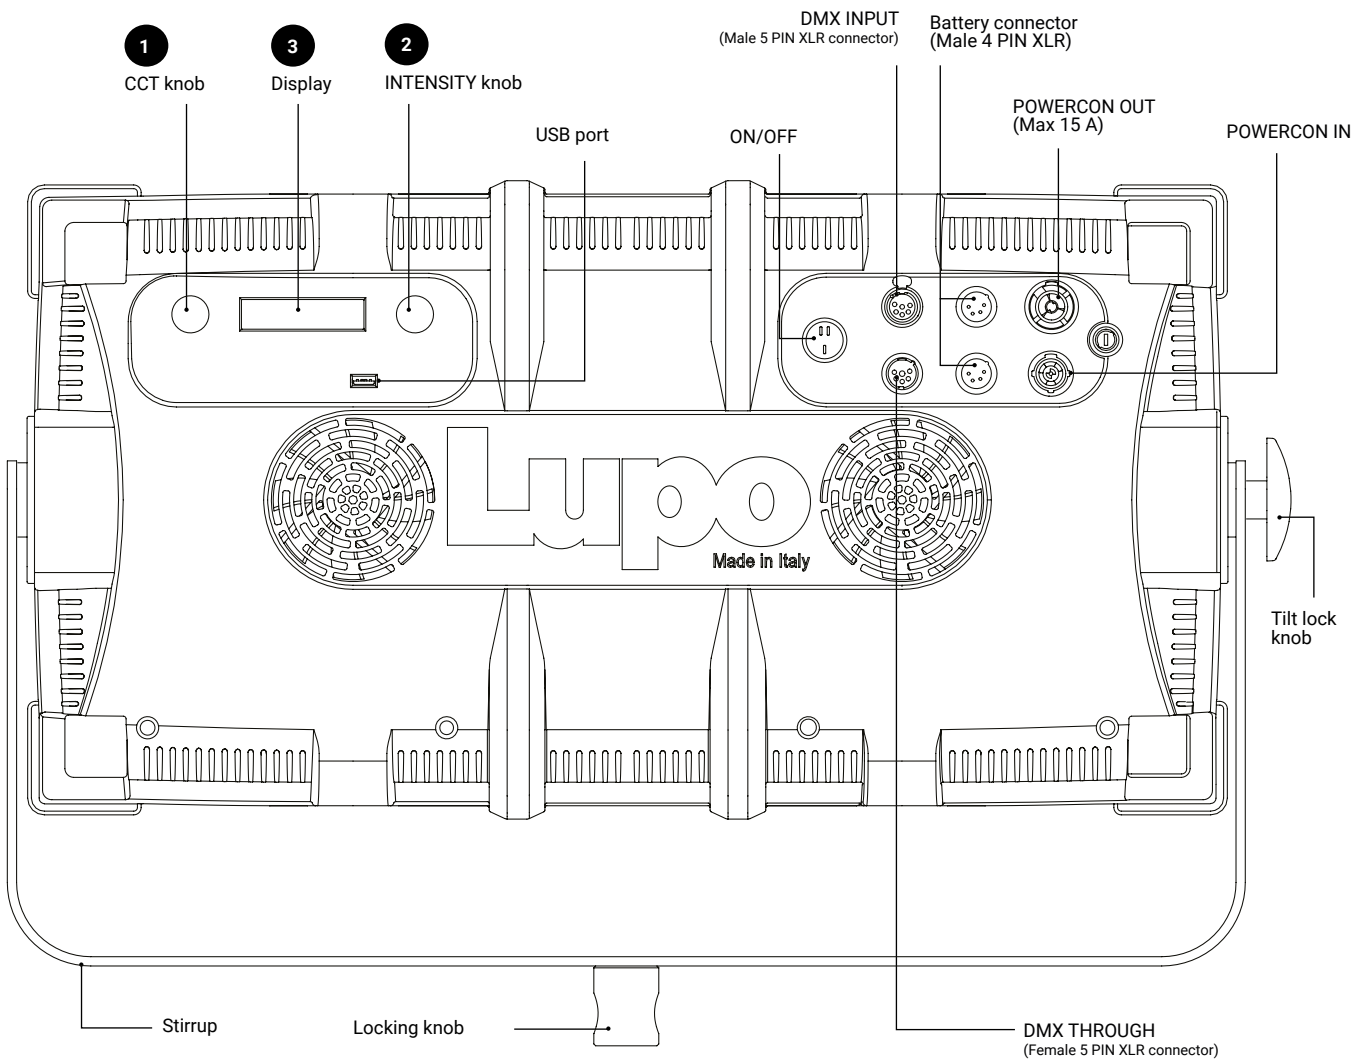 DMX INPUT
(Male 5 PIN XLR connector)
Battery connector
(Male 4 PIN XLR)
1
CCT knob
3
Display
2
INTENSITY knob
POWERCON OUT
(Max 15 A)
USB port
ON/OFF
POWERCON IN
Lupo
Made in Italy
Tilt lock
knob
Stirrup
Locking knob
DMX THROUGH
(Female 5 PIN XLR connector)